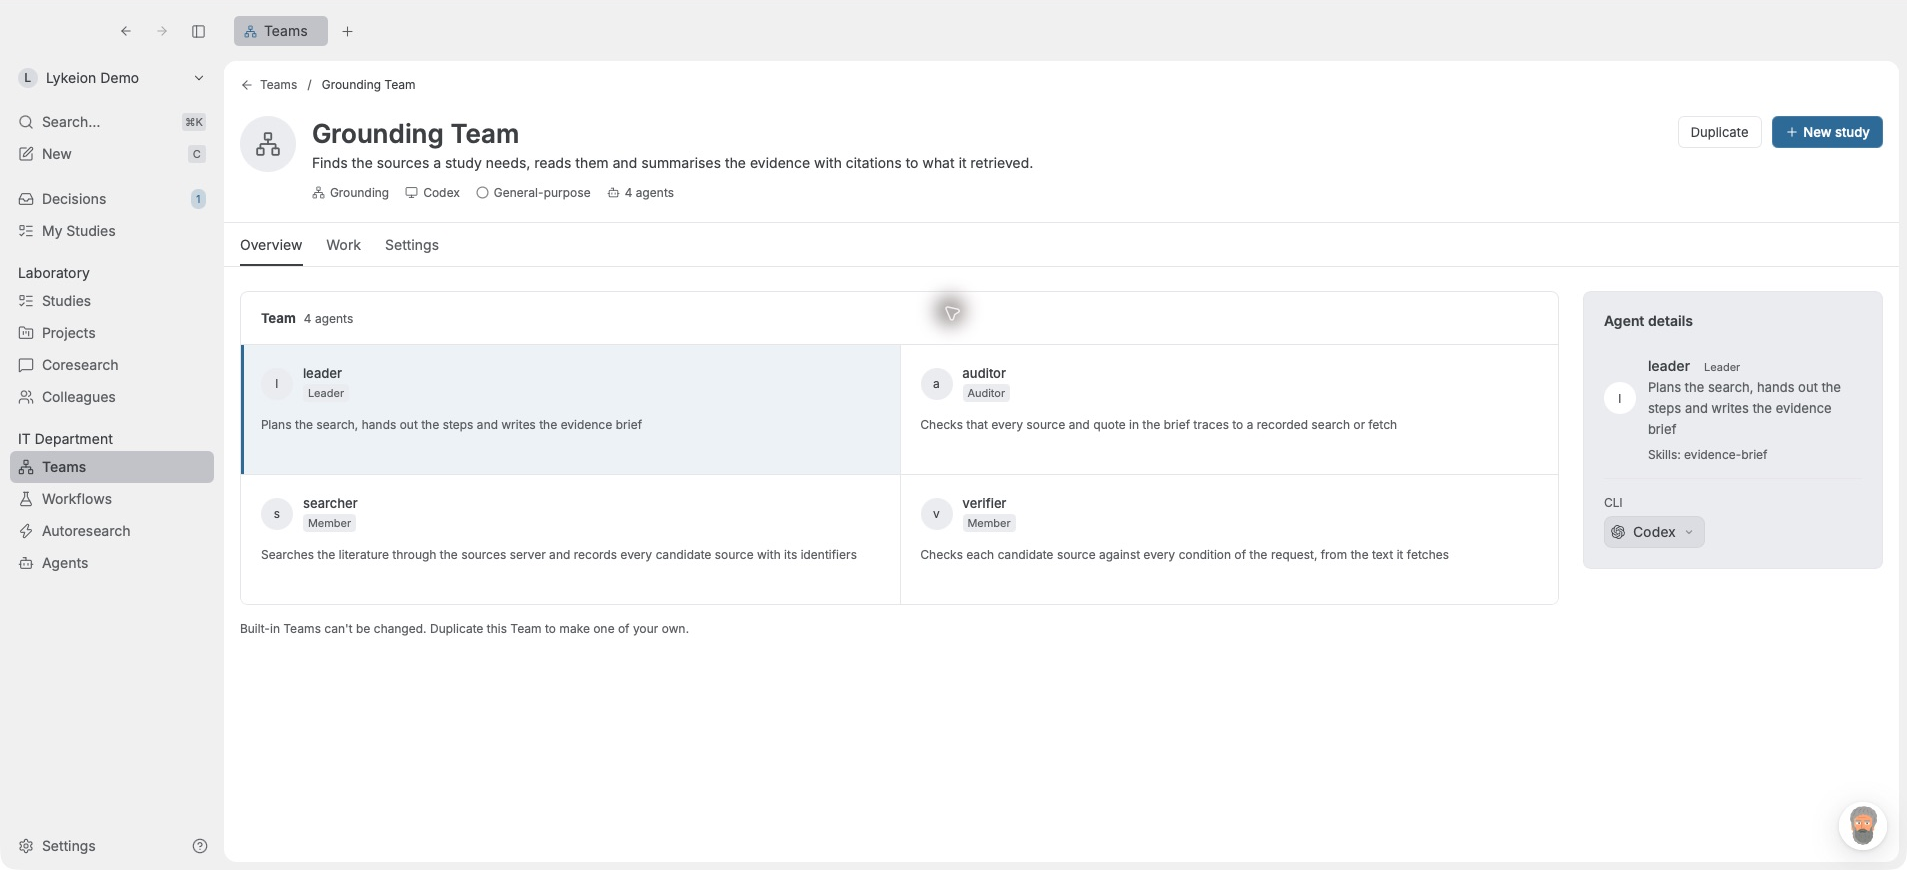 Teams
L Lykeion Demo
Search... ⌘K
New C
Decisions 1
My Studies
Laboratory
Studies
Projects
Coresearch
Colleagues
IT Department
Teams
Workflows
Autoresearch
Agents
Settings
Teams / Grounding Team
Grounding Team
Finds the sources a study needs, reads them and summarises the evidence with citations to what it retrieved.
Grounding Codex General-purpose 4 agents
Duplicate + New study
Overview Work Settings
Team 4 agents
l leader
Leader
Plans the search, hands out the steps and writes the evidence brief
a auditor
Auditor
Checks that every source and quote in the brief traces to a recorded search or fetch
s searcher
Member
Searches the literature through the sources server and records every candidate source with its identifiers
v verifier
Member
Checks each candidate source against every condition of the request, from the text it fetches
Built-in Teams can't be changed. Duplicate this Team to make one of your own.
Agent details
l leader Leader
Plans the search, hands out the
steps and writes the evidence
brief
Skills: evidence-brief
CLI
Codex